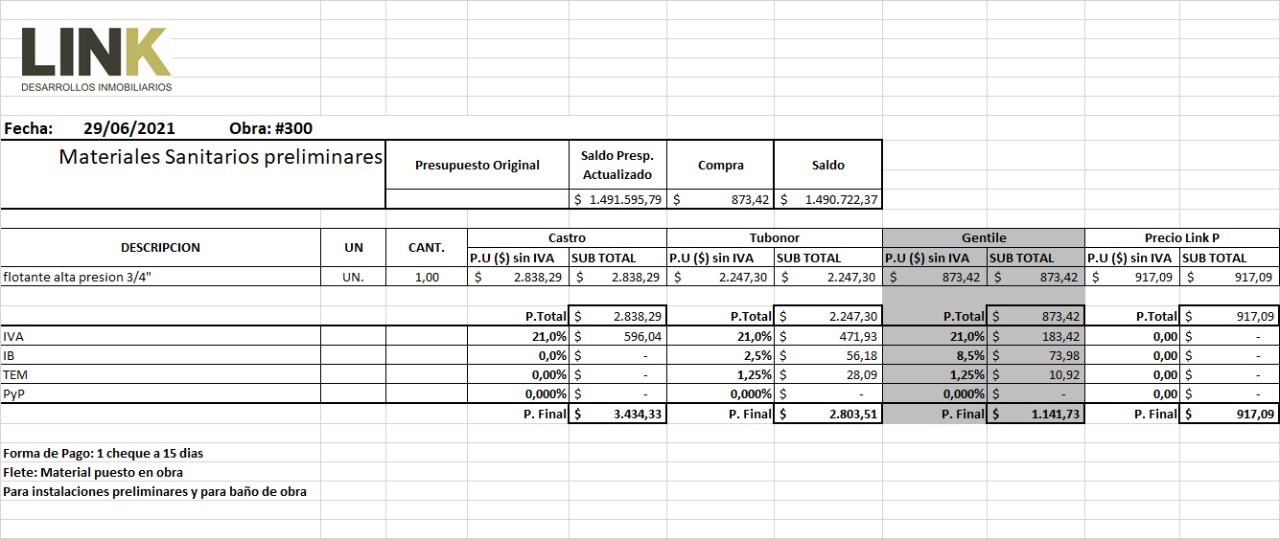 LINK
DESARROLLOS INMOBILIARIOS
Fecha: 29/06/2021 Obra: #300
Materiales Sanitarios preliminares Presupuesto Original Saldo Presp. Actualizado Compra Saldo
$ 1.491.595,79 $ 873,42 $ 1.490.722,37
DESCRIPCION UN CANT. Castro Tubonor Gentile Precio Link P
P.U ($) sin IVA SUB TOTAL P.U ($) sin IVA SUB TOTAL P.U ($) sin IVA SUB TOTAL P.U ($) sin IVA SUB TOTAL
flotante alta presion 3/4" UN. 1,00 $ 2.838,29 $ 2.838,29 $ 2.247,30 $ 2.247,30 $ 873,42 $ 873,42 $ 917,09 $ 917,09
P.Total $ 2.838,29 P.Total $ 2.247,30 P.Total $ 873,42 P.Total $ 917,09
IVA 21,0% $ 596,04 21,0% $ 471,93 21,0% $ 183,42 0,00 $ -
IB 0,0% $ - 2,5% $ 56,18 8,5% $ 73,98 0,00 $ -
TEM 0,00% $ - 1,25% $ 28,09 1,25% $ 10,92 0,00 $ -
PyP 0,000% $ - 0,000% $ - 0,000% $ - 0,00 $ -
P. Final $ 3.434,33 P. Final $ 2.803,51 P. Final $ 1.141,73 P. Final $ 917,09
Forma de Pago: 1 cheque a 15 dias
Flete: Material puesto en obra
Para instalaciones preliminares y para baño de obra